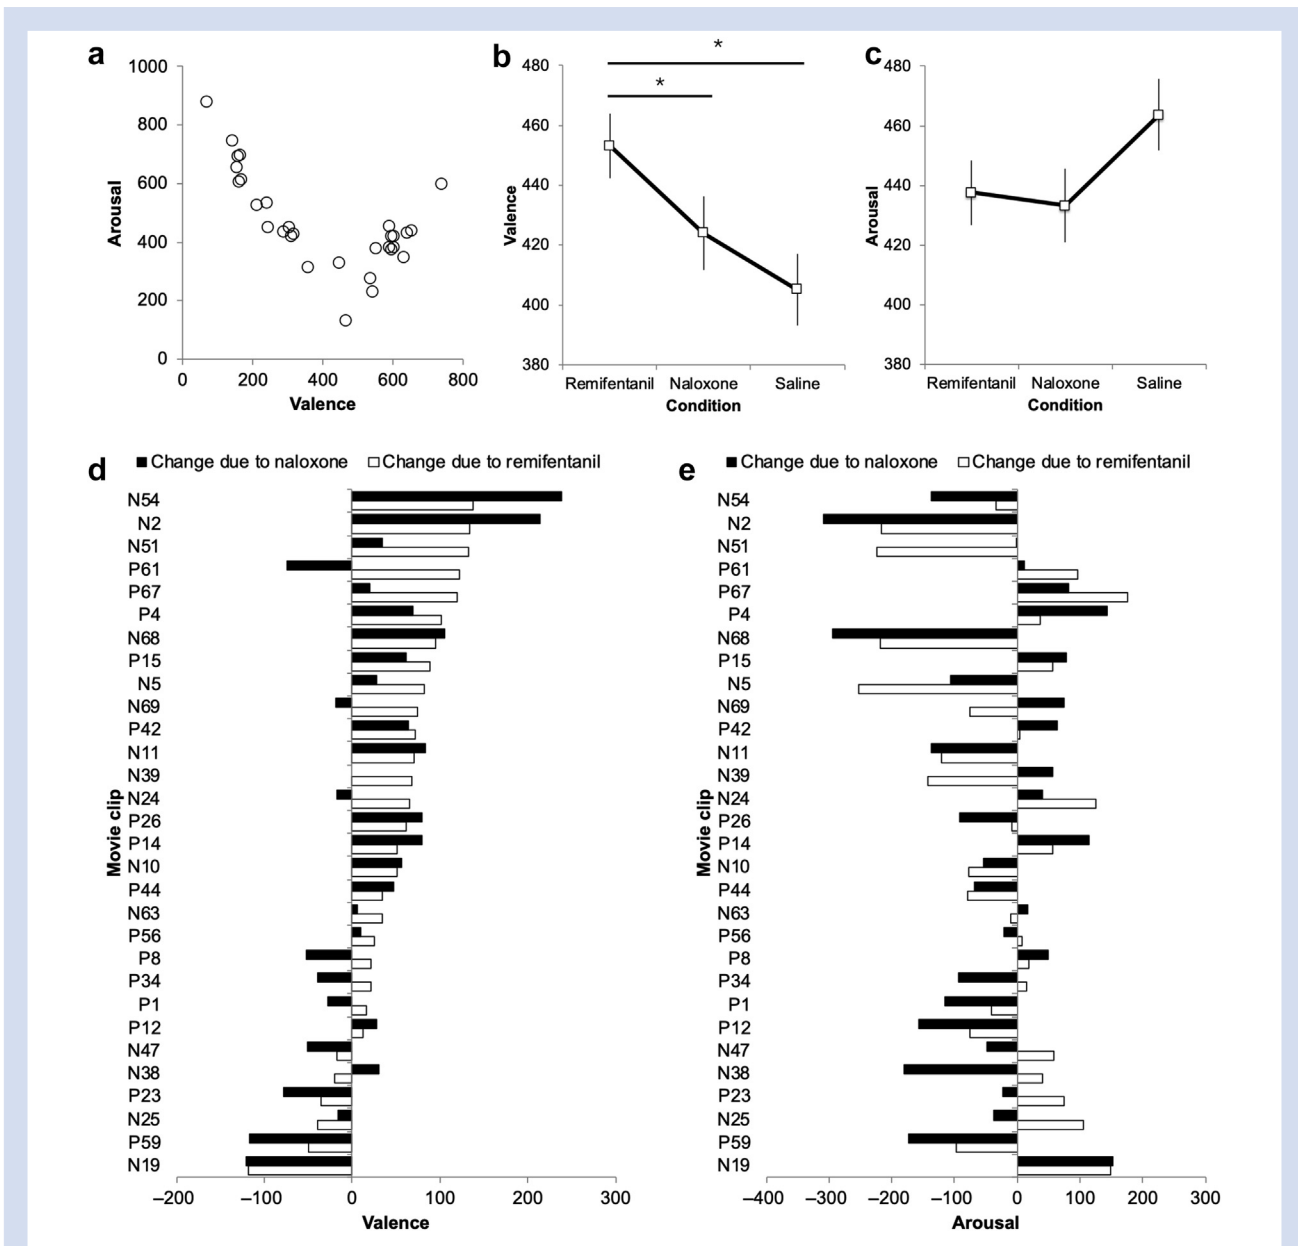 a
1000
800
600
400
200
0
0 200 400 600 800
Arousal
Valence
b
*
*
480
460
440
420
400
380
Valence
Remifentanil Naloxone Saline
Condition
c
480
460
440
420
400
380
Arousal
Remifentanil Naloxone Saline
Condition
d
Change due to naloxone Change due to remifentanil
Movie clip
N54
N2
N51
P61
P67
P4
N68
P15
N5
N69
P42
N11
N39
N24
P26
P14
N10
P44
N63
P56
P8
P34
P1
P12
N47
N38
P23
N25
P59
N19
–200 –100 0 100 200 300
Valence
e
Change due to naloxone Change due to remifentanil
Movie clip
N54
N2
N51
P61
P67
P4
N68
P15
N5
N69
P42
N11
N39
N24
P26
P14
N10
P44
N63
P56
P8
P34
P1
P12
N47
N38
P23
N25
P59
N19
–400 –300 –200 –100 0 100 200 300
Arousal